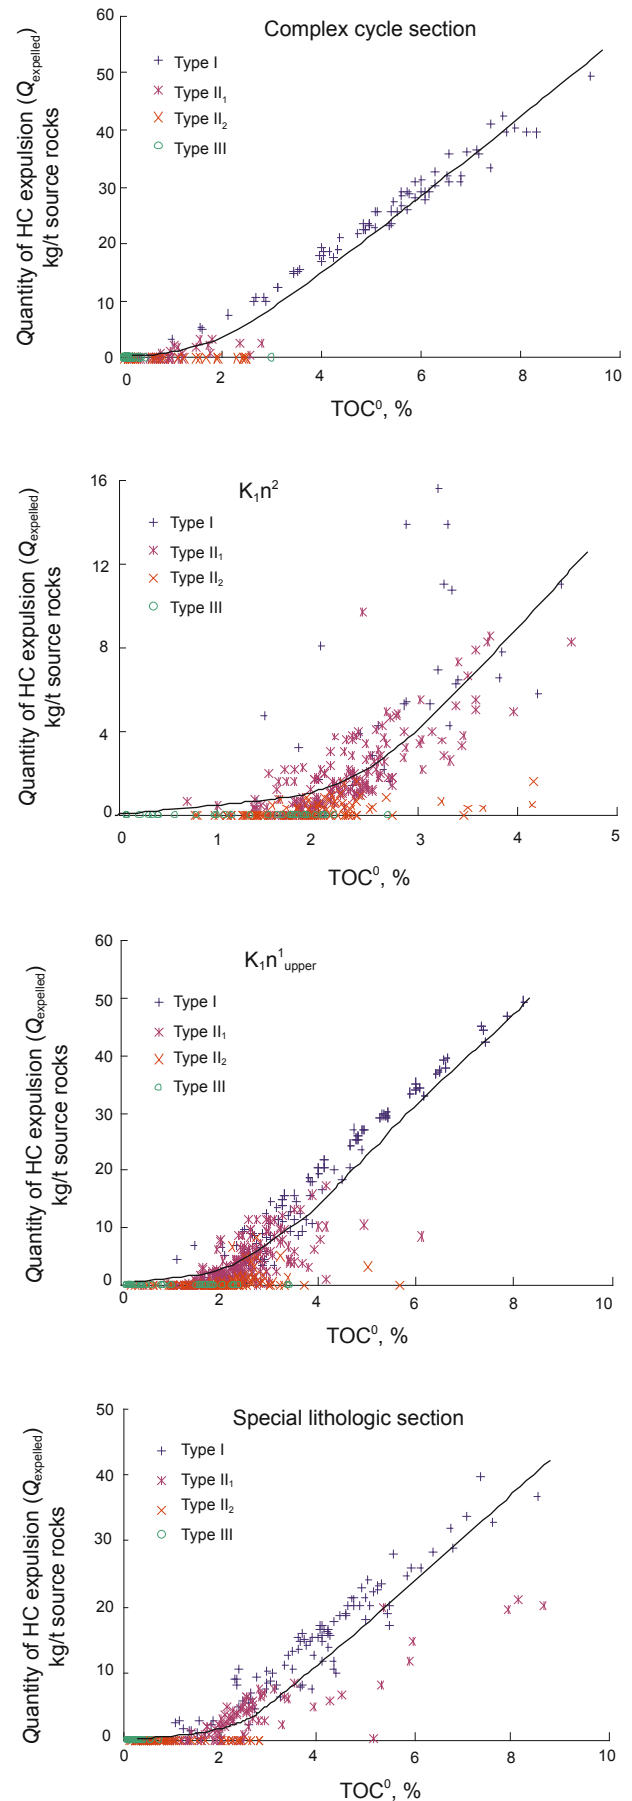 Complex cycle section
Quantity of HC expulsion (Qexpelled)
kg/t source rocks
60
50
40
30
20
10
0
Type I
Type II1
Type II2
Type III
0 2 4 6 8 10
TOC0, %
K1n2
Quantity of HC expulsion (Qexpelled)
kg/t source rocks
16
12
8
4
0
Type I
Type II1
Type II2
Type III
0 1 2 3 4 5
TOC0, %
K1n1upper
Quantity of HC expulsion (Qexpelled)
kg/t source rocks
60
50
40
30
20
10
0
Type I
Type II1
Type II2
Type III
0 2 4 6 8 10
TOC0, %
Special lithologic section
Quantity of HC expulsion (Qexpelled)
kg/t source rocks
50
40
30
20
10
0
Type I
Type II1
Type II2
Type III
0 2 4 6 8 10
TOC0, %